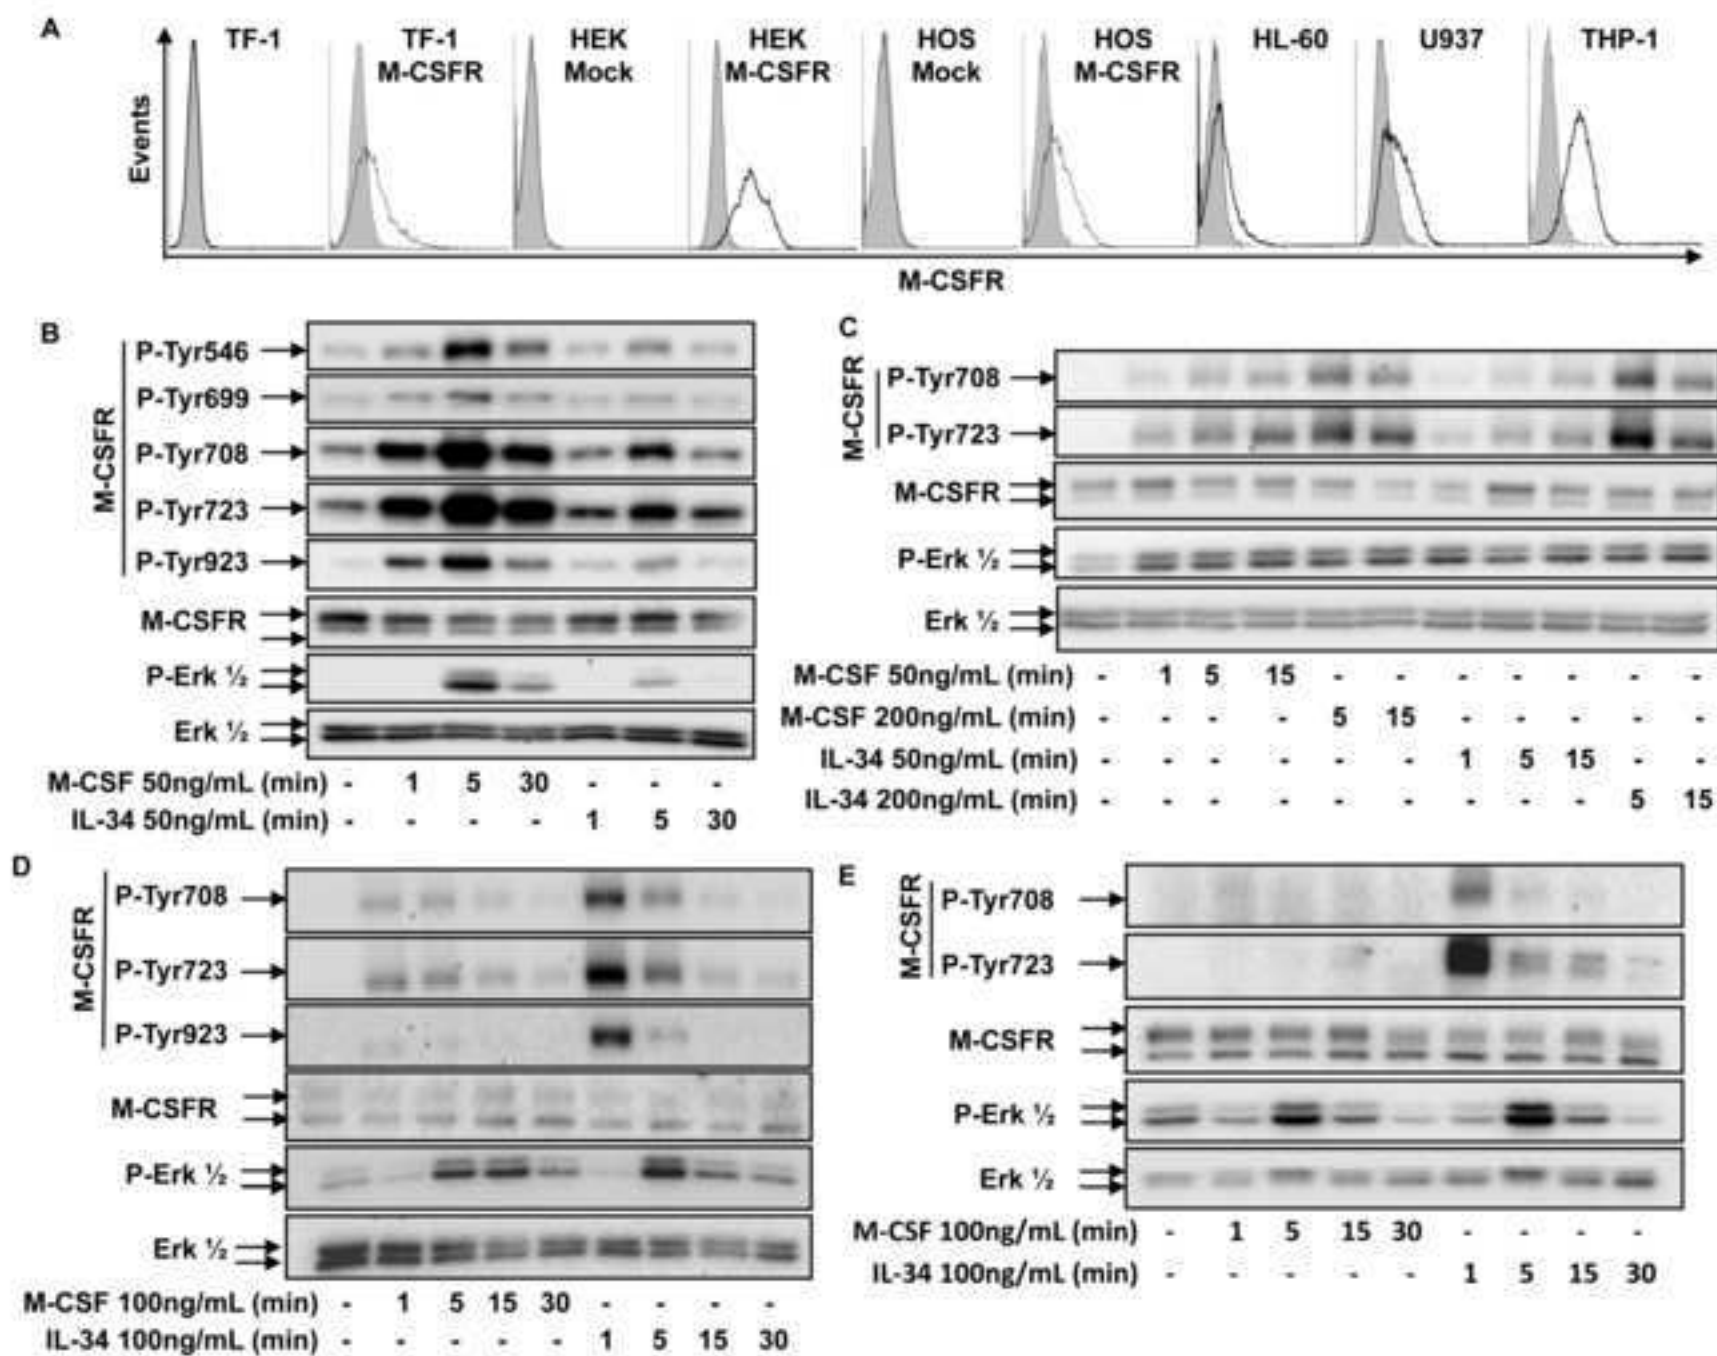 A
TF-1
TF-1 M-CSFR
HEK Mock
HEK M-CSFR
HOS Mock
HOS M-CSFR
HL-60
U937
THP-1
Events
M-CSFR
B
M-CSFR
P-Tyr546
P-Tyr699
P-Tyr708
P-Tyr723
P-Tyr923
M-CSFR
P-Erk ½
Erk ½
M-CSF 50ng/mL (min) - 1 5 30 - - -
IL-34 50ng/mL (min) - - - - 1 5 30
C
M-CSFR
P-Tyr708
P-Tyr723
M-CSFR
P-Erk ½
Erk ½
M-CSF 50ng/mL (min) - 1 5 15 - - - - - - -
M-CSF 200ng/mL (min) - - - - 5 15 - - - - -
IL-34 50ng/mL (min) - - - - - - 1 5 15 - -
IL-34 200ng/mL (min) - - - - - - - - - 5 15
D
M-CSFR
P-Tyr708
P-Tyr723
P-Tyr923
M-CSFR
P-Erk ½
Erk ½
M-CSF 100ng/mL (min) - 1 5 15 30 - - - -
IL-34 100ng/mL (min) - - - - - 1 5 15 30
E
M-CSFR
P-Tyr708
P-Tyr723
M-CSFR
P-Erk ½
Erk ½
M-CSF 100ng/mL (min) - 1 5 15 30 - - - -
IL-34 100ng/mL (min) - - - - - 1 5 15 30